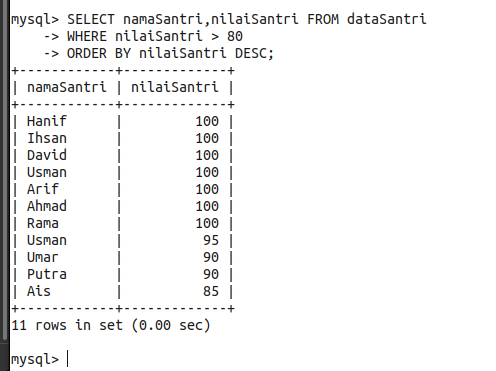 mysql> SELECT namaSantri,nilaiSantri FROM dataSantri
    -> WHERE nilaiSantri > 80
    -> ORDER BY nilaiSantri DESC;
+------------+-------------+
| namaSantri | nilaiSantri |
+------------+-------------+
| Hanif      |         100 |
| Ihsan      |         100 |
| David      |         100 |
| Usman      |         100 |
| Arif       |         100 |
| Ahmad      |         100 |
| Rama       |         100 |
| Usman      |          95 |
| Umar       |          90 |
| Putra      |          90 |
| Ais        |          85 |
+------------+-------------+
11 rows in set (0.00 sec)

mysql>